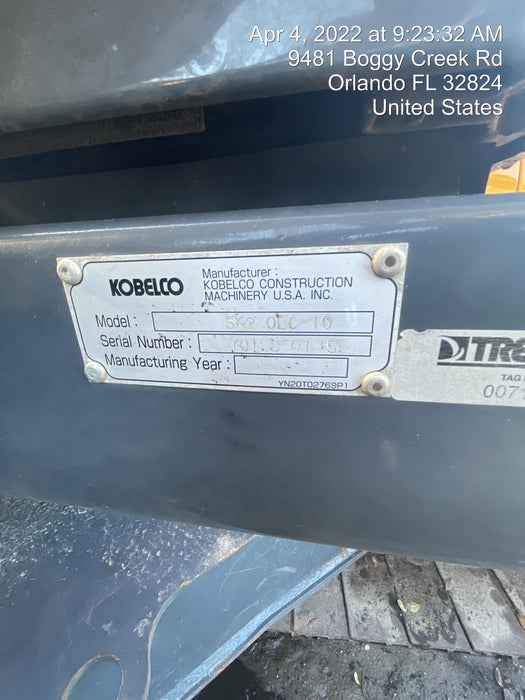 Apr 4, 2022 at 9:23:32 AM
9481 Boggy Creek Rd
Orlando FL 32824
United States
KOBELCO
Manufacturer :
KOBELCO CONSTRUCTION
MACHINERY U.S.A. INC.
Model :
Serial Number :
Manufacturing Year :
YN20T02769P1
TAG